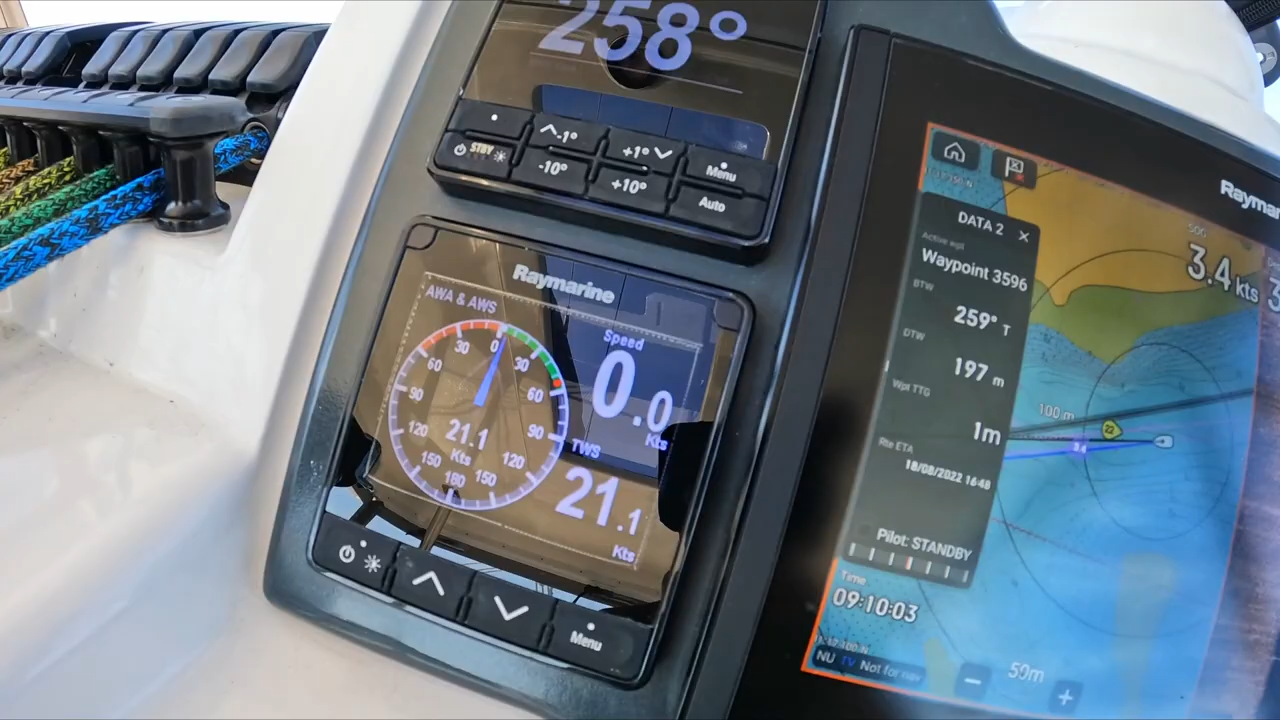 258°
-1°
+1°
STBY
-10°
+10°
Menu
Auto
Raymarine
AWA & AWS
0
30
30
60
60
90
90
120
120
150
150
180
21.1
Kts
Speed
0.0
Kts
TWS
21.1
Kts
Menu
DATA 2
Active wpt
Waypoint 3596
BTW
259° T
DTW
197 m
Wpt TTG
1m
Rte ETA
18/08/2022 16:48
Pilot: STANDBY
Time
09:10:03
Not for nav
SOG
3.4 kts
100 m
50m